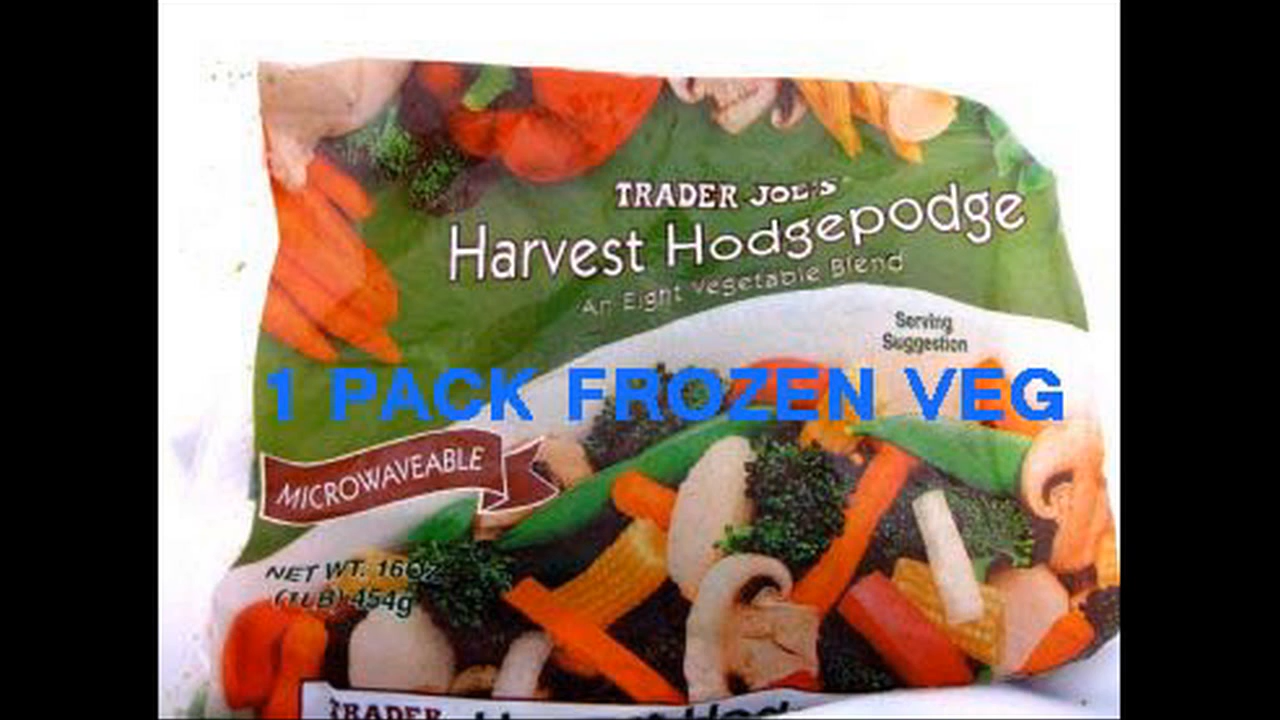 TRADER JOE'S
Harvest Hodgepodge
An Eight Vegetable Blend
Serving
Suggestion
1 PACK FROZEN VEG
MICROWAVEABLE
NET WT. 16OZ
(1LB) 454g
TRADER